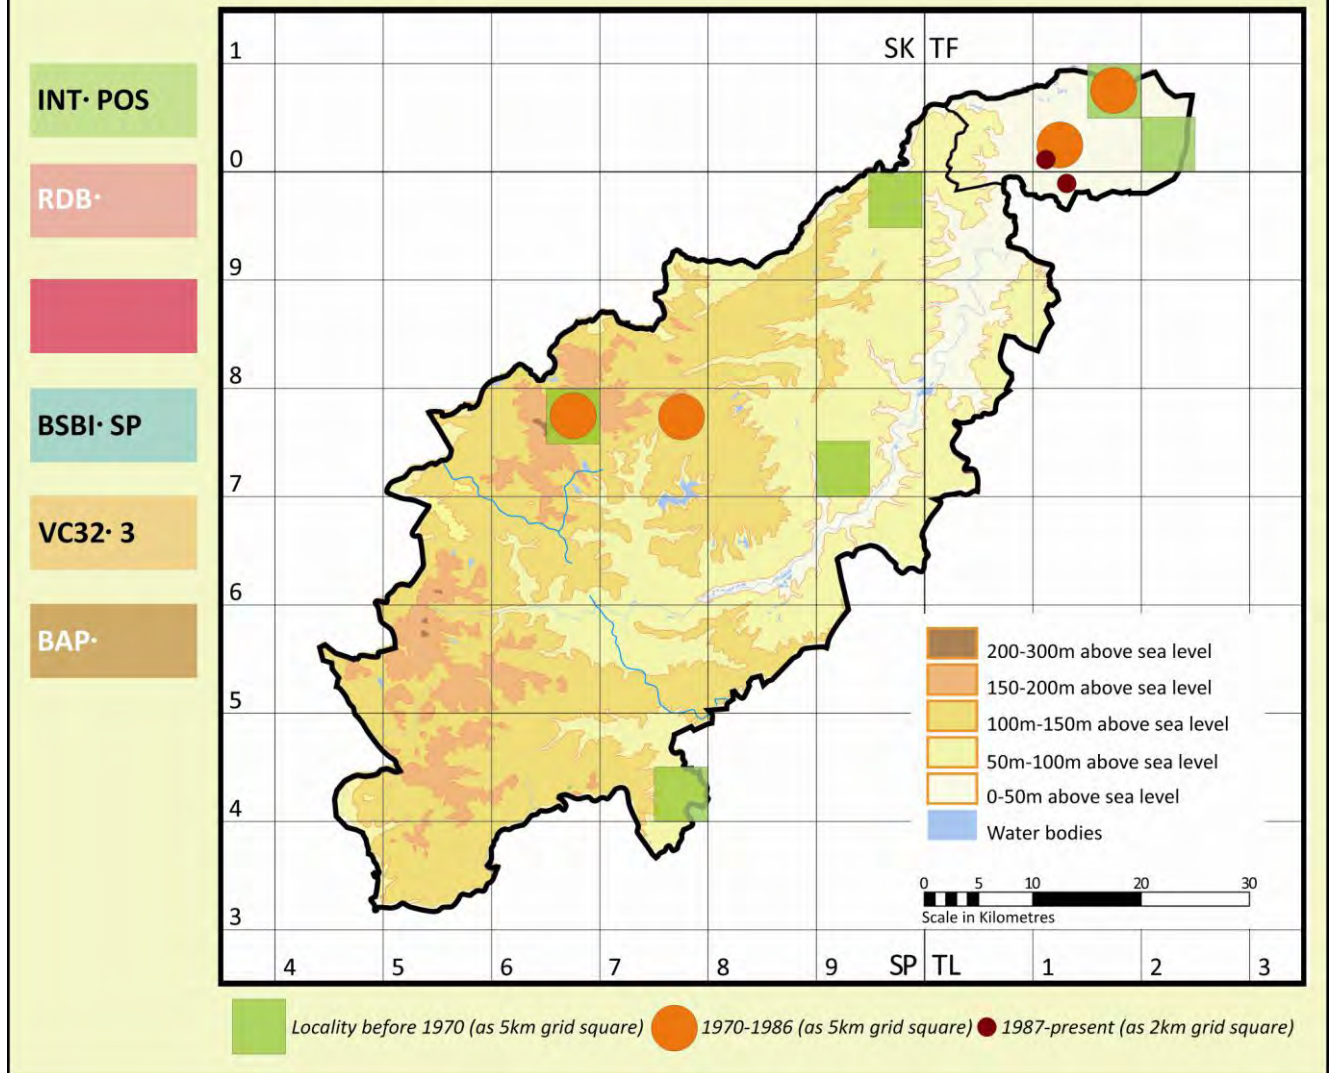 INT· POS
RDB·
BSBI· SP
VC32· 3
BAP·
SK TF
1
0
9
8
7
6
5
4
3
4 5 6 7 8 9 SP TL 1 2 3
200-300m above sea level
150-200m above sea level
100m-150m above sea level
50m-100m above sea level
0-50m above sea level
Water bodies
0 5 10 20 30
Scale in Kilometres
Locality before 1970 (as 5km grid square) 1970-1986 (as 5km grid square) 1987-present (as 2km grid square)